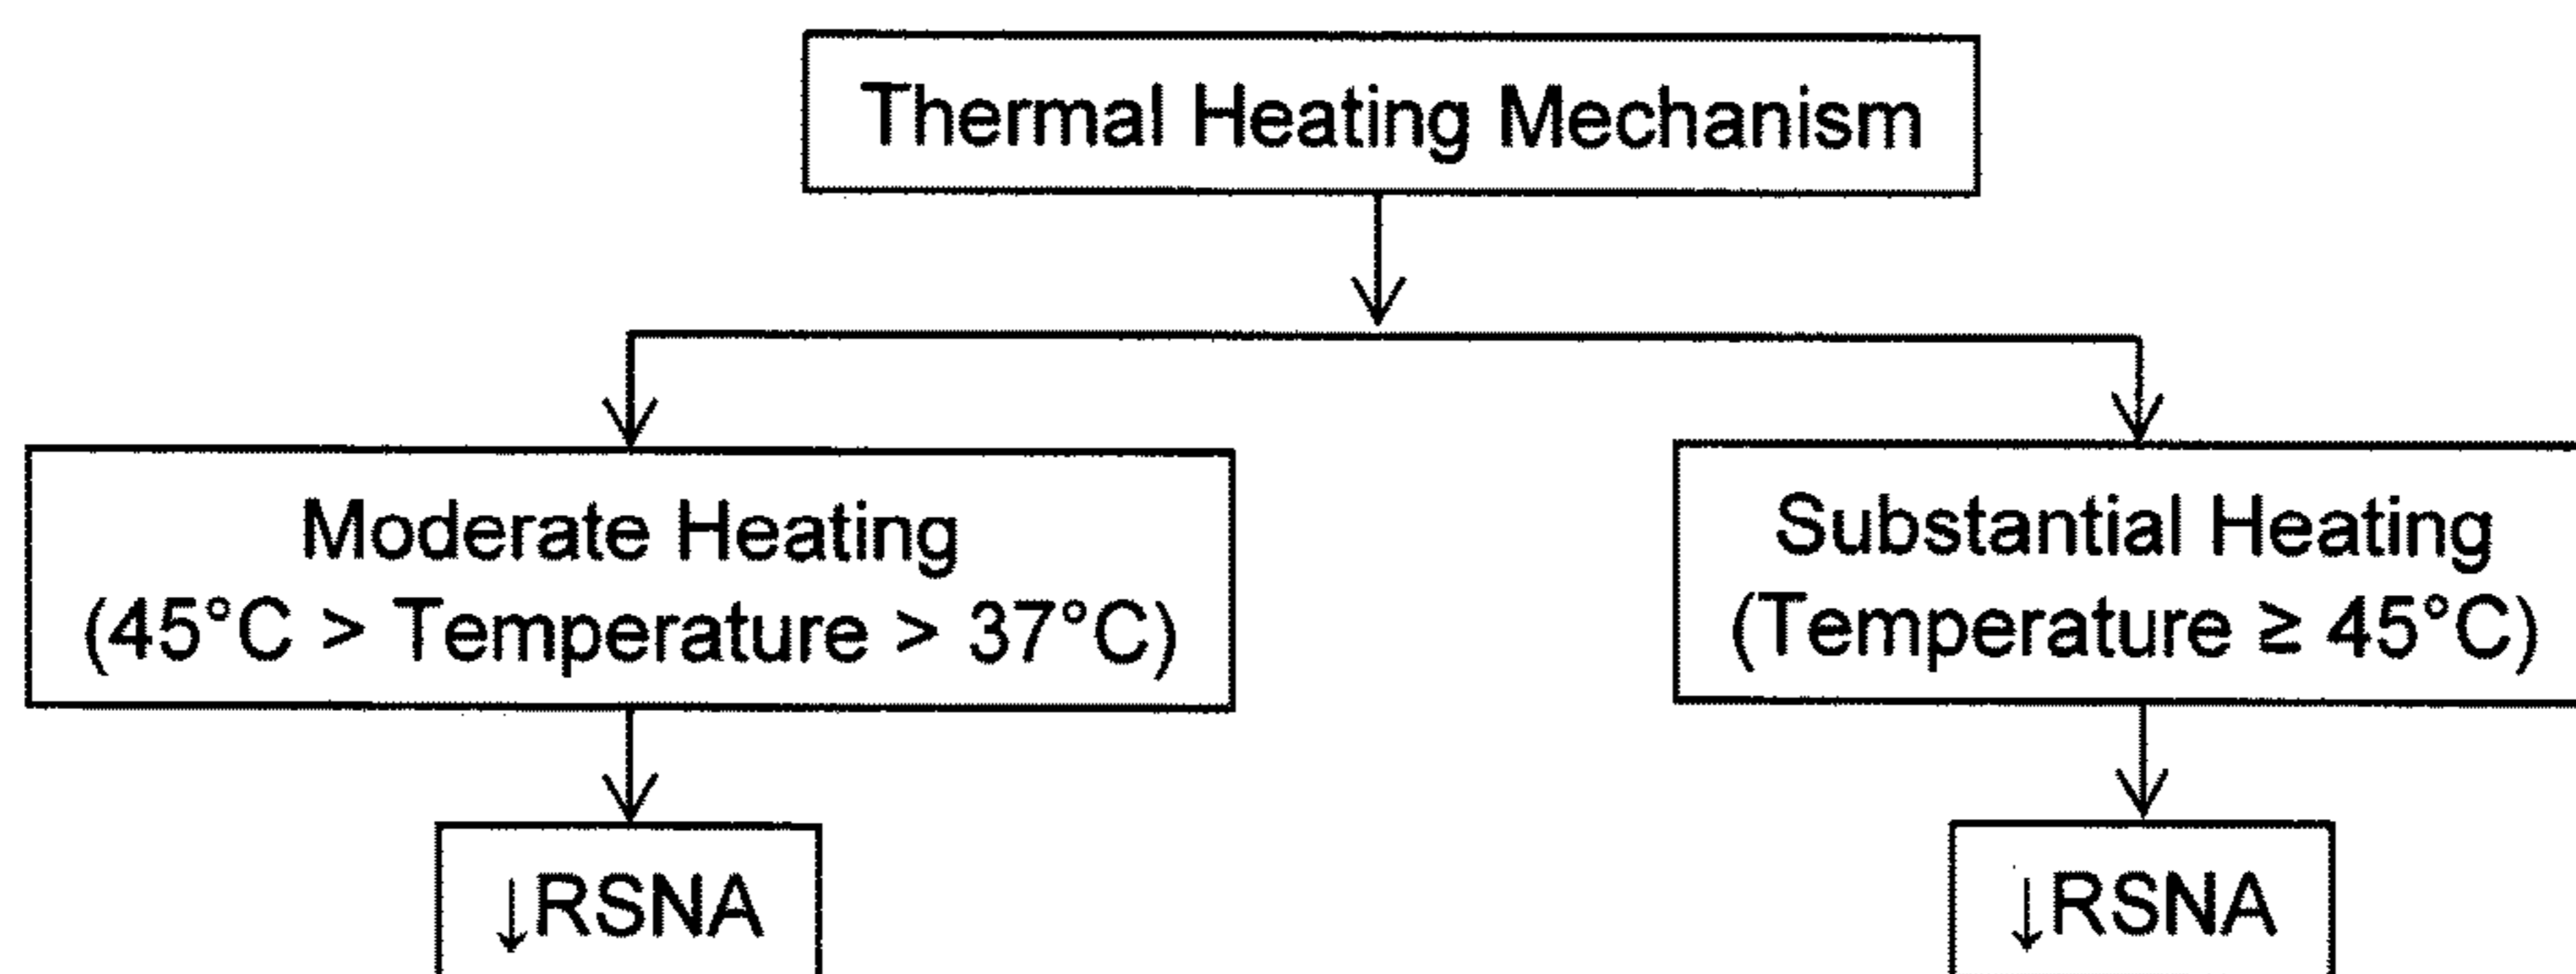 Thermal Heating Mechanism
Moderate Heating
(45°C > Temperature > 37°C)
Substantial Heating
(Temperature ≥ 45°C)
↓RSNA
↓RSNA